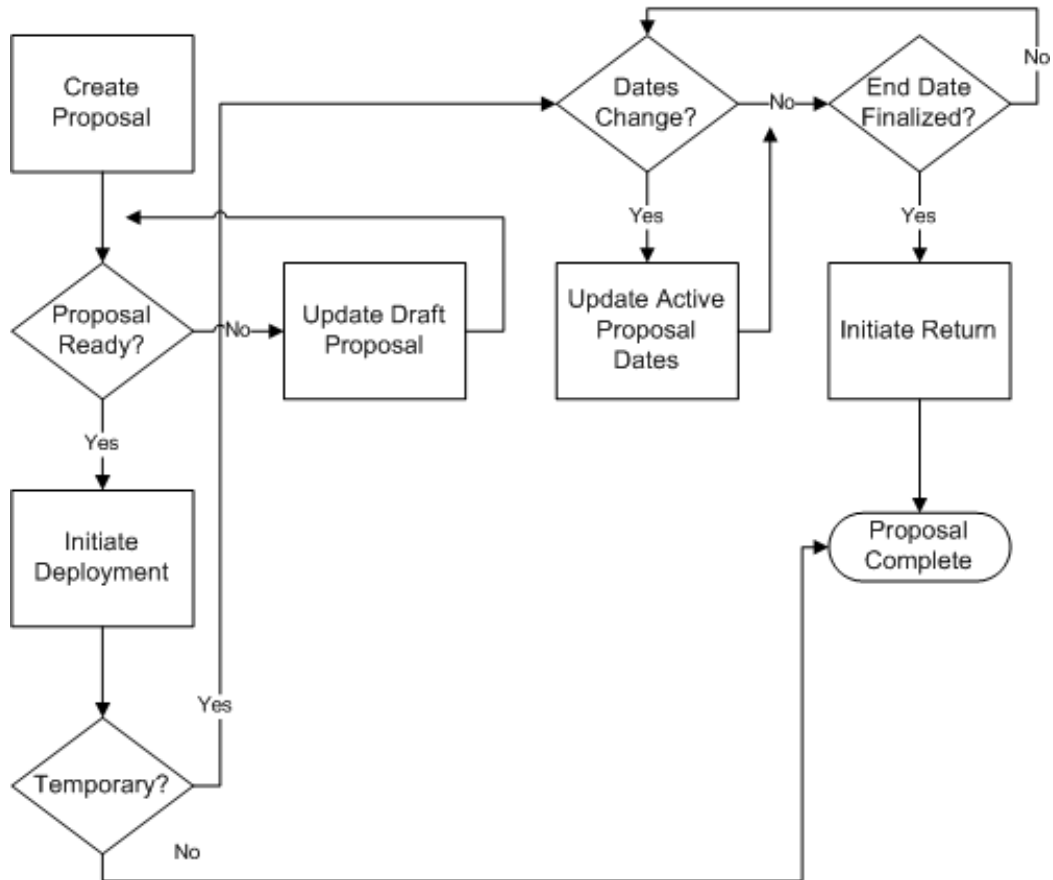 Create
Proposal
Proposal
Ready?
No
Update Draft
Proposal
Yes
Initiate
Deployment
Temporary?
Yes
No
Dates
Change?
No
End Date
Finalized?
No
Yes
Update Active
Proposal
Dates
Yes
Initiate Return
Proposal
Complete